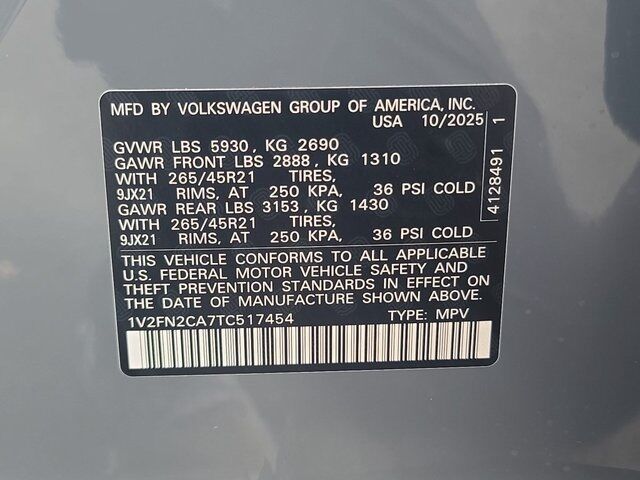 MFD BY VOLKSWAGEN GROUP OF AMERICA, INC.
USA 10/2025
GVWR LBS 5930, KG 2690
GAWR FRONT LBS 2888, KG 1310
WITH 265/45R21 TIRES,
9JX21 RIMS, AT 250 KPA, 36 PSI COLD
GAWR REAR LBS 3153, KG 1430
WITH 265/45R21 TIRES,
9JX21 RIMS, AT 250 KPA, 36 PSI COLD
THIS VEHICLE CONFORMS TO ALL APPLICABLE
U.S. FEDERAL MOTOR VEHICLE SAFETY AND
THEFT PREVENTION STANDARDS IN EFFECT ON
THE DATE OF MANUFACTURE SHOWN ABOVE.
1V2FN2CA7TC517454 TYPE: MPV
4128491 1